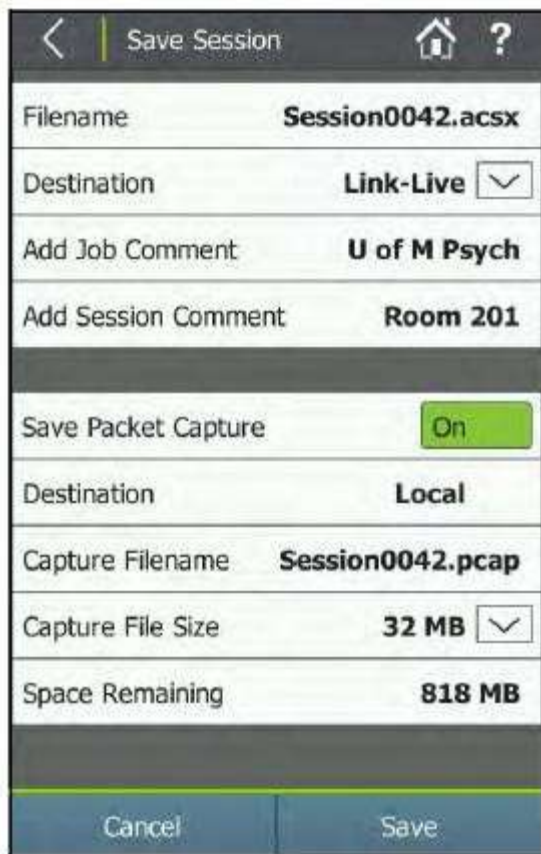 Save Session ?
Filename Session0042.acsx
Destination Link-Live
Add Job Comment U of M Psych
Add Session Comment Room 201
Save Packet Capture On
Destination Local
Capture Filename Session0042.pcap
Capture File Size 32 MB
Space Remaining 818 MB
Cancel Save